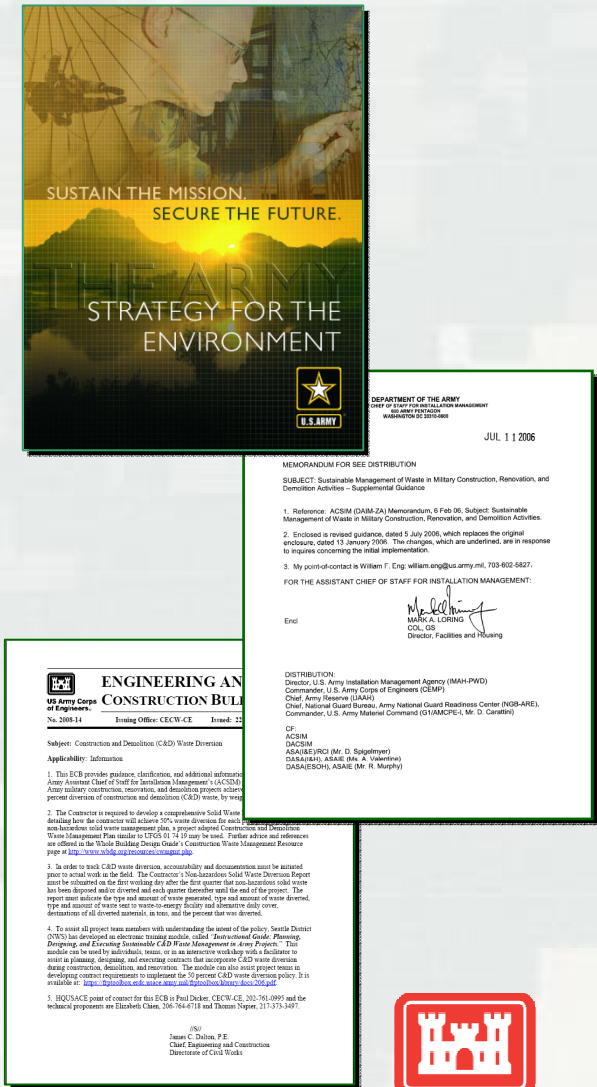 SUSTAIN THE MISSION.
SECURE THE FUTURE.
THE ARMY
STRATEGY FOR THE
ENVIRONMENT
U.S.ARMY
DEPARTMENT OF THE ARMY
CHIEF OF STAFF FOR INSTALLATION MANAGEMENT
600 ARMY PENTAGON
WASHINGTON DC 20310-0600
JUL 11 2006
MEMORANDUM FOR SEE DISTRIBUTION
SUBJECT: Sustainable Management of Waste in Military Construction, Renovation, and
Demolition Activities – Supplemental Guidance
1. Reference: ACSIM (DAIM-ZA) Memorandum, 6 Feb 06, Subject: Sustainable
Management of Waste in Military Construction, Renovation, and Demolition Activities.
2. Enclosed is revised guidance, dated 5 July 2006, which replaces the original
enclosure, dated 13 January 2006. The changes, which are underlined, are in response
to inquires concerning the initial implementation.
3. My point-of-contact is William F. Eng: william.eng@us.army.mil, 703-602-5827.
FOR THE ASSISTANT CHIEF OF STAFF FOR INSTALLATION MANAGEMENT:
Encl
MARK A. LORING
COL, GS
Director, Facilities and Housing
DISTRIBUTION:
Director, U.S. Army Installation Management Agency (IMAH-PWD)
Commander, U.S. Army Corps of Engineers (CEMP)
Chief, Army Reserve (DAAH)
Chief, National Guard Bureau, Army National Guard Readiness Center (NGB-ARE),
Commander, U.S. Army Materiel Command (G1/AMCPE-I, Mr. D. Carattini)
CF:
ACSIM
DACSIM
ASA(I&E)/RCI (Mr. D. Spigelmyer)
DASA(I&H), ASAIE (Ms. A. Valentine)
DASA(ESOH), ASAIE (Mr. R. Murphy)
US Army Corps
of Engineers.
ENGINEERING AN
CONSTRUCTION BUL
No. 2008-14 Issuing Office: CECW-CE Issued: 22
Subject: Construction and Demolition (C&D) Waste Diversion
Applicability: Information
1. This ECB provides guidance, clarification, and additional informatio
Army Assistant Chief of Staff for Installation Management's (ACSIM)
Army military construction, renovation, and demolition projects achieve
percent diversion of construction and demolition (C&D) waste, by weig
2. The Contractor is required to develop a comprehensive Solid Waste
detailing how the contractor will achieve 50% waste diversion for each
non-hazardous solid waste management plan, a project adapted Construction and Demolition
Waste Management Plan similar to UFGS 01 74 19 may be used. Further advice and references
are offered in the Whole Building Design Guide's Construction Waste Management Resource
page at http://www.wbdg.org/resources/cwmgmt.php.
3. In order to track C&D waste diversion, accountability and documentation must be initiated
prior to actual work in the field. The Contractor's Non-hazardous Solid Waste Diversion Report
must be submitted on the first working day after the first quarter that non-hazardous solid waste
has been disposed and/or diverted and each quarter thereafter until the end of the project. The
report must indicate the type and amount of waste generated, type and amount of waste diverted,
type and amount of waste sent to waste-to-energy facility and alternative daily cover,
destinations of all diverted materials, in tons, and the percent that was diverted.
4. To assist all project team members with understanding the intent of the policy, Seattle District
(NWS) has developed an electronic training module, called "Instructional Guide: Planning,
Designing, and Executing Sustainable C&D Waste Management in Army Projects." This
module can be used by individuals, teams, or in an interactive workshop with a facilitator to
assist in planning, designing, and executing contracts that incorporate C&D waste diversion
during construction, demolition, and renovation. The module can also assist project teams in
developing contract requirements to implement the 50 percent C&D waste diversion policy. It is
available at: https://frptoolbox.erdc.usace.army.mil/frptoolbox/library/docs/206.pdf.
5. HQUSACE point of contact for this ECB is Paul Dicker, CECW-CE, 202-761-0995 and the
technical proponents are Elizabeth Chien, 206-764-6718 and Thomas Napier, 217-373-3497.
//S//
James C. Dalton, P.E.
Chief, Engineering and Construction
Directorate of Civil Works